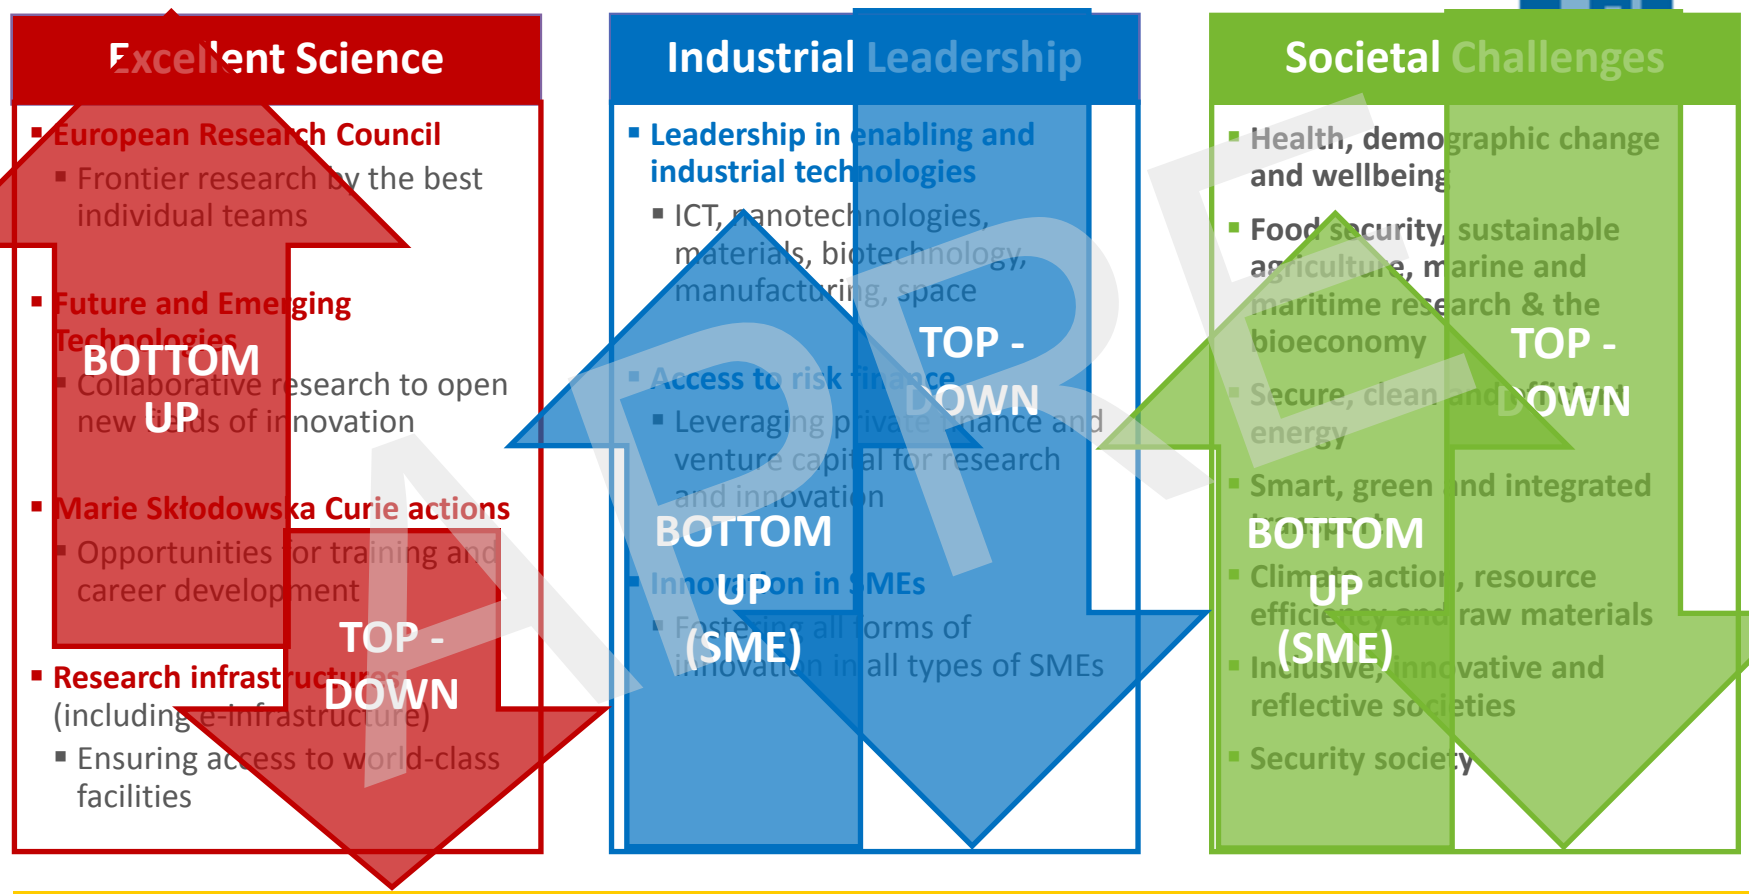 Excellent Science
European Research Council
Frontier research by the best
individual teams
Future and Emerging
Technologies
Collaborative research to open
new fields of innovation
Marie Skłodowska Curie actions
Opportunities for training and
career development
Research infrastructures
(including e-infrastructure)
Ensuring access to world-class
facilities
BOTTOM
UP
TOP -
DOWN
Industrial Leadership
Leadership in enabling and
industrial technologies
ICT, nanotechnologies,
materials, biotechnology,
manufacturing, space
Access to risk finance
Leveraging private finance and
venture capital for research
and innovation
Innovation in SMEs
Fostering all forms of
innovation in all types of SMEs
BOTTOM
UP
(SME)
TOP -
DOWN
Societal Challenges
Health, demographic change
and wellbeing
Food security, sustainable
agriculture, marine and
maritime research & the
bioeconomy
Secure, clean and efficient
energy
Smart, green and integrated
transport
Climate action, resource
efficiency and raw materials
Inclusive, innovative and
reflective societies
Security society
BOTTOM
UP
(SME)
TOP -
DOWN
APRE